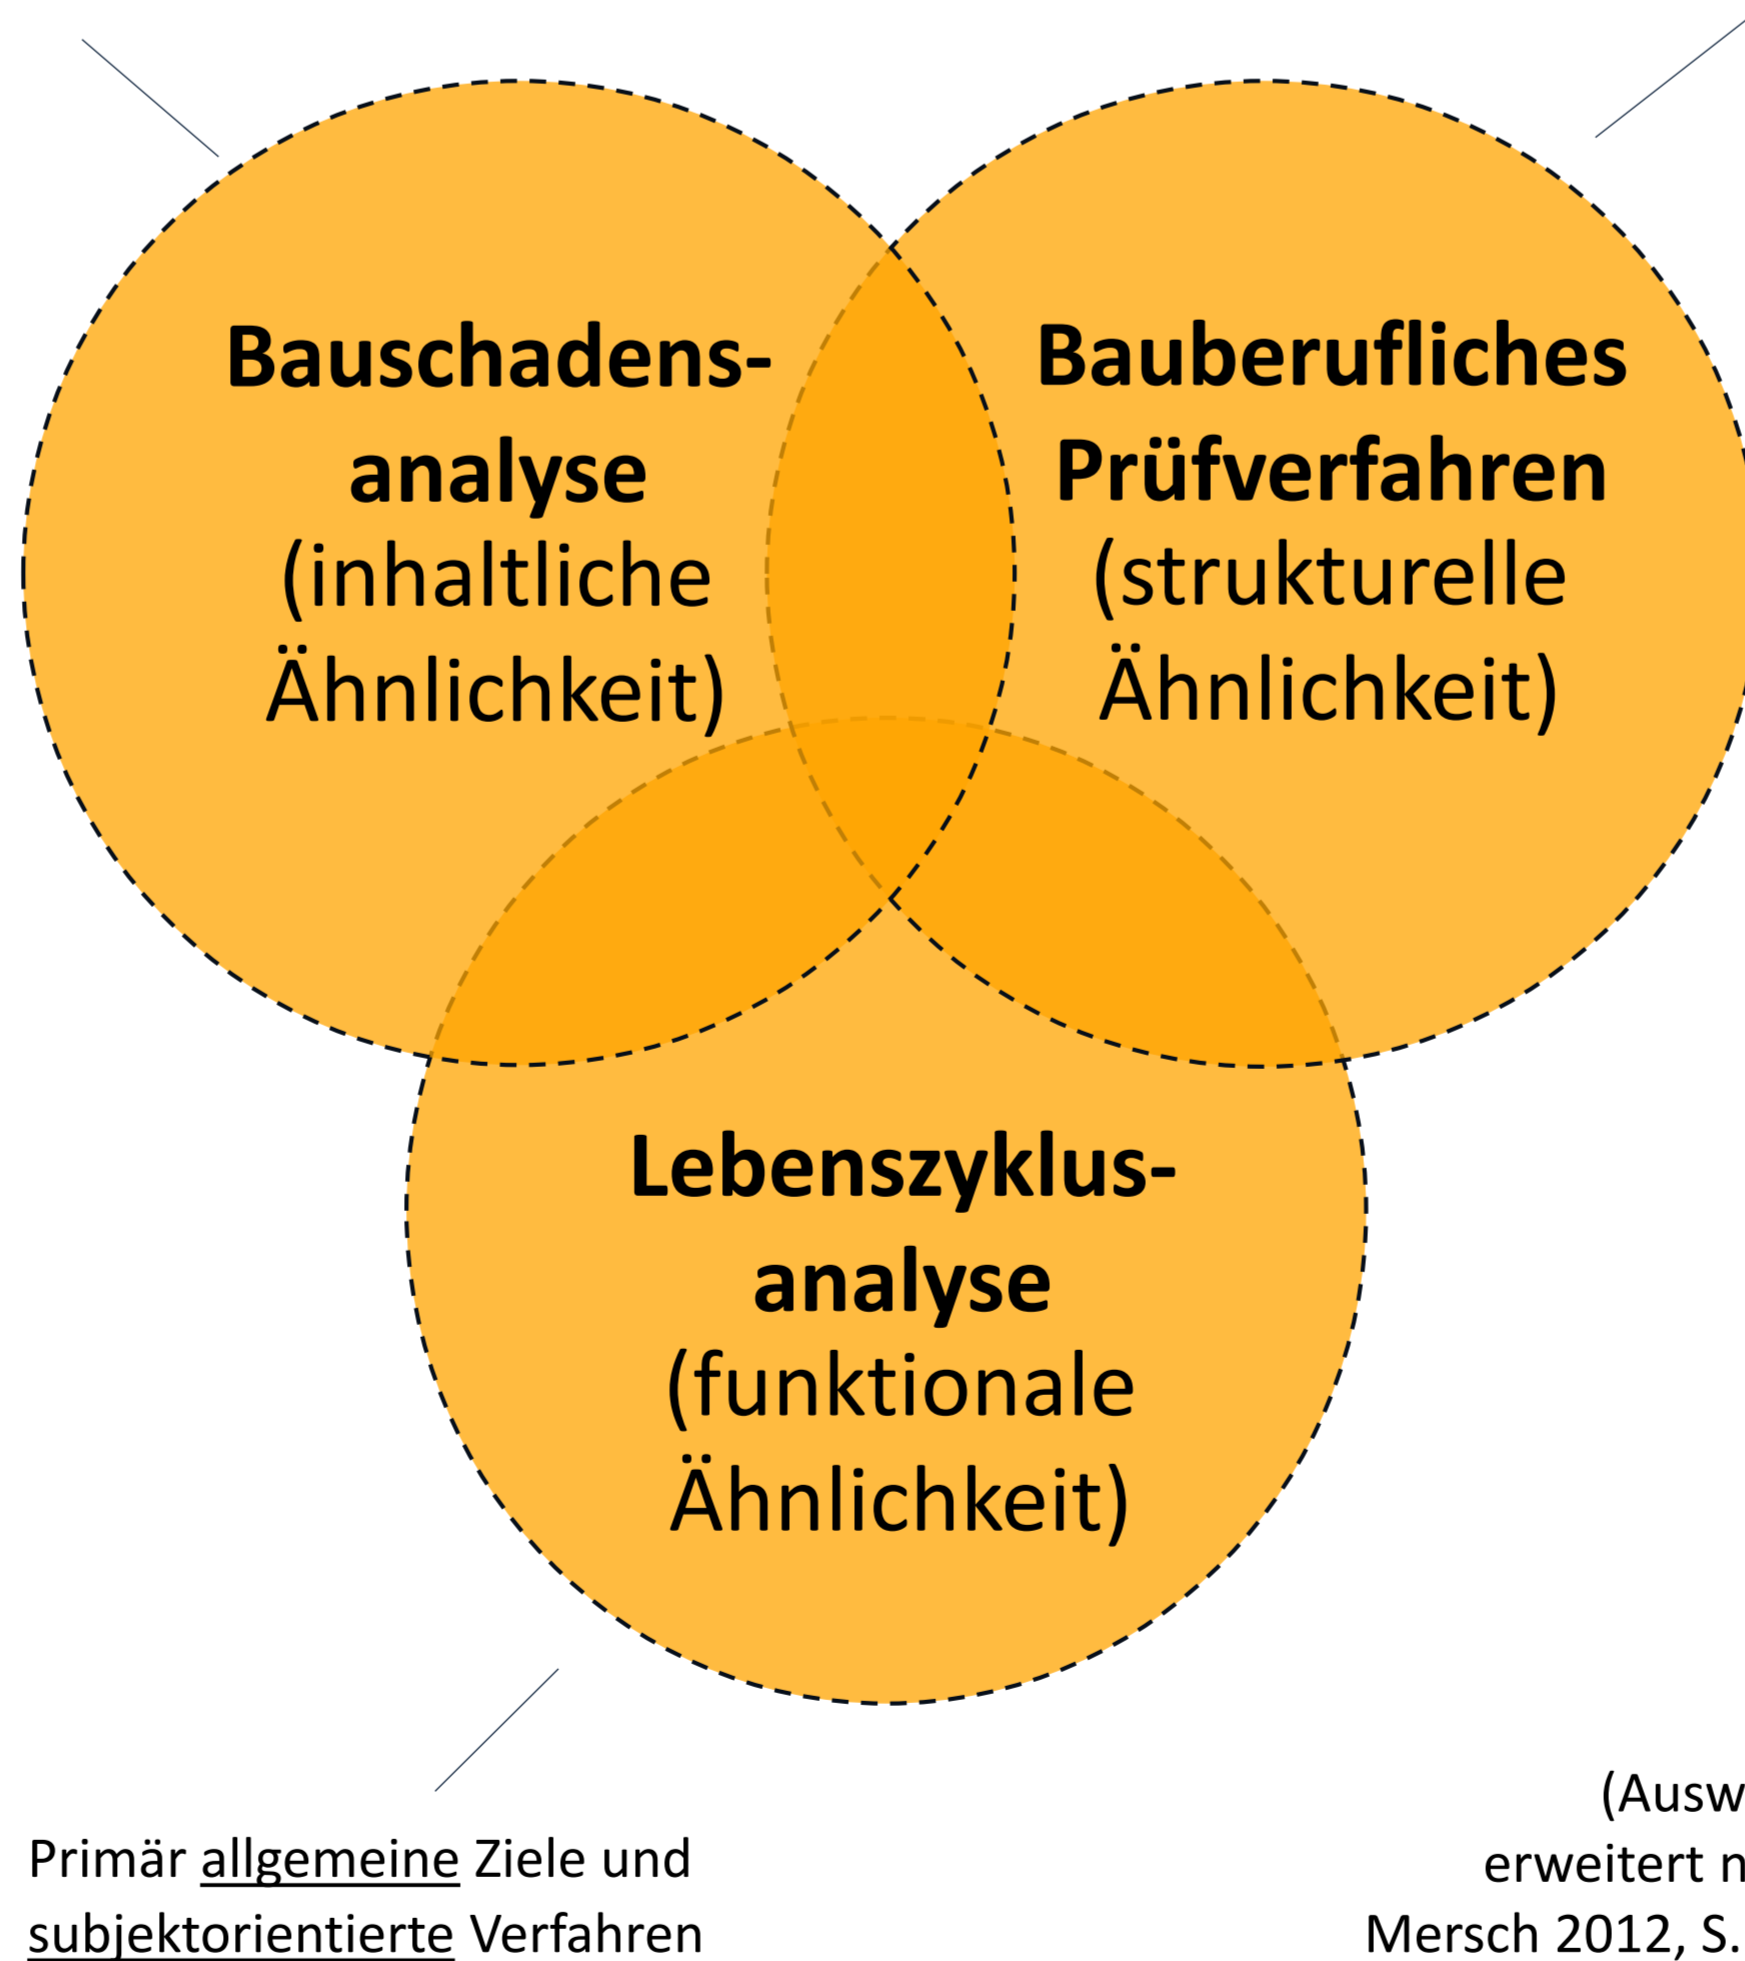 Bauschadens-
analyse
(inhaltliche
Ähnlichkeit)
Bauberufliches
Prüfverfahren
(strukturelle
Ähnlichkeit)
Lebenszyklus-
analyse
(funktionale
Ähnlichkeit)
Primär allgemeine Ziele und
subjektorientierte Verfahren
erweitert
Mersch 2012, S.